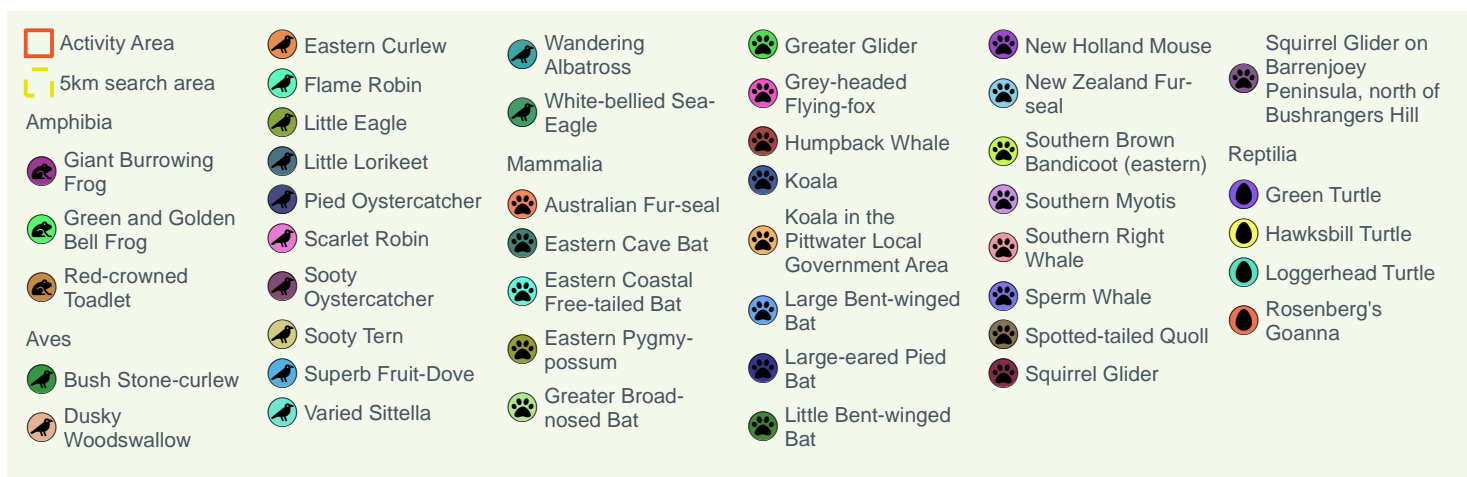 Activity Area
5km search area
Amphibia
Giant Burrowing
Frog
Green and Golden
Bell Frog
Red-crowned
Toadlet
Aves
Bush Stone-curlew
Dusky
Woodswallow
Eastern Curlew
Flame Robin
Little Eagle
Little Lorikeet
Pied Oystercatcher
Scarlet Robin
Sooty
Oystercatcher
Sooty Tern
Superb Fruit-Dove
Varied Sittella
Wandering
Albatross
White-bellied Sea-
Eagle
Mammalia
Australian Fur-seal
Eastern Cave Bat
Eastern Coastal
Free-tailed Bat
Eastern Pygmy-
possum
Greater Broad-
nosed Bat
Greater Glider
Grey-headed
Flying-fox
Humpback Whale
Koala
Koala in the
Pittwater Local
Government Area
Large Bent-winged
Bat
Large-eared Pied
Bat
Little Bent-winged
Bat
New Holland Mouse
New Zealand Fur-
seal
Southern Brown
Bandicoot (eastern)
Southern Myotis
Southern Right
Whale
Sperm Whale
Spotted-tailed Quoll
Squirrel Glider
Squirrel Glider on
Barrenjoey
Peninsula, north of
Bushrangers Hill
Reptilia
Green Turtle
Hawksbill Turtle
Loggerhead Turtle
Rosenberg's
Goanna